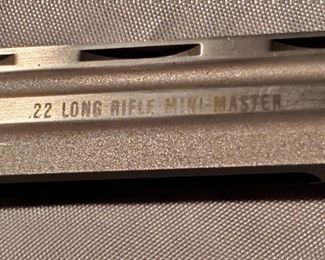 .22 LONG RIFLE MINI-MASTER